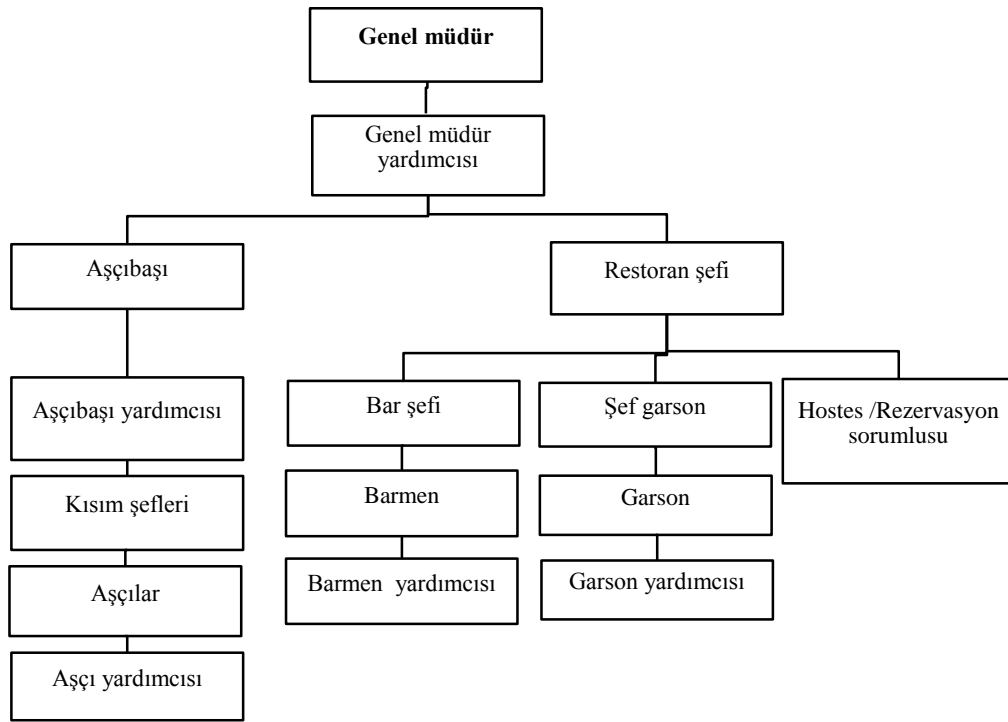 Genel müdür
Genel müdür
yardımcısı
Aşçıbaşı
Restoran şefi
Aşçıbaşı yardımcısı
Bar şefi
Şef garson
Hostes /Rezervasyon
sorumlusu
Kısım şefleri
Barmen
Garson
Aşçılar
Barmen yardımcısı
Garson yardımcısı
Aşçı yardımcısı